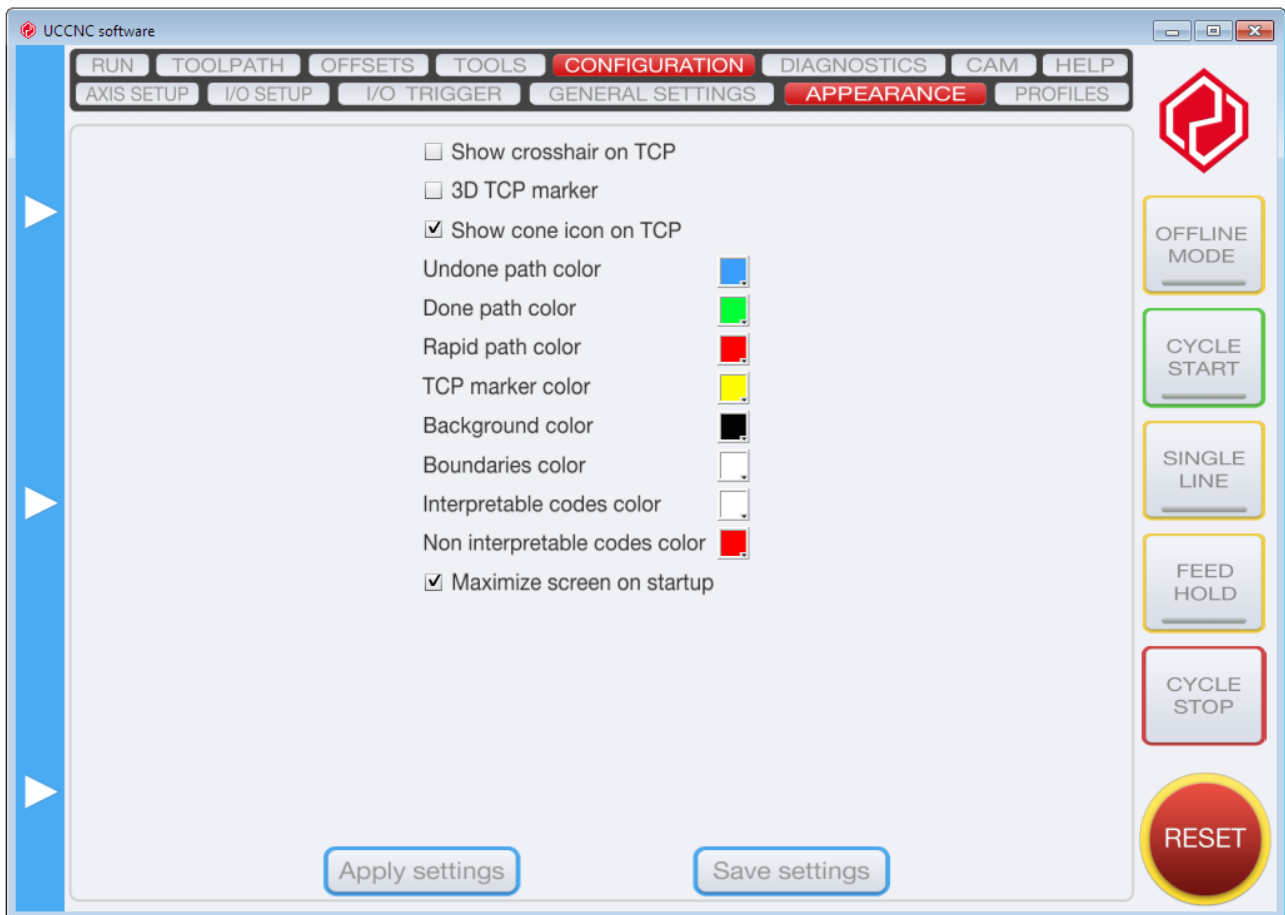 UCCNC software
RUN TOOLPATH OFFSETS TOOLS CONFIGURATION DIAGNOSTICS CAM HELP
AXIS SETUP I/O SETUP I/O TRIGGER GENERAL SETTINGS APPEARANCE PROFILES
Show crosshair on TCP
3D TCP marker
Show cone icon on TCP
Undone path color
Done path color
Rapid path color
TCP marker color
Background color
Boundaries color
Interpretable codes color
Non interpretable codes color
Maximize screen on startup
Apply settings Save settings
OFFLINE
MODE
CYCLE
START
SINGLE
LINE
FEED
HOLD
CYCLE
STOP
RESET